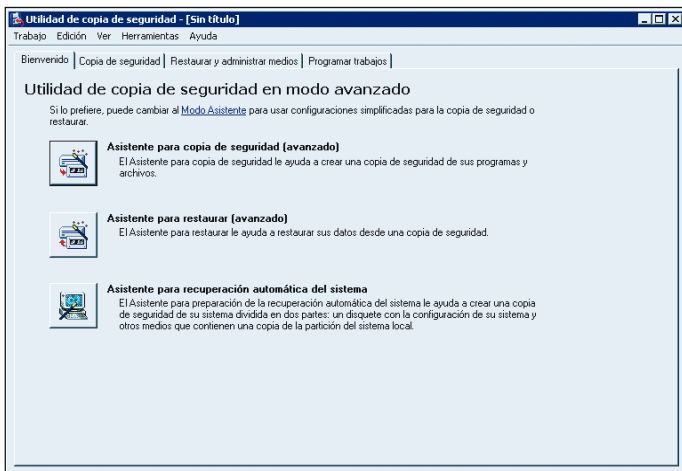 Utilidad de copia de seguridad - [Sin título]
Trabajo Edición Ver Herramientas Ayuda
Bienvenido Copia de seguridad Restaurar y administrar medios Programar trabajos
Utilidad de copia de seguridad en modo avanzado
Si lo prefiere, puede cambiar al Modo Asistente para usar configuraciones simplificadas para la copia de seguridad o
restaurar.
Asistente para copia de seguridad (avanzado)
El Asistente para copia de seguridad le ayuda a crear una copia de seguridad de sus programas y
archivos.
Asistente para restaurar (avanzado)
El Asistente para restaurar le ayuda a restaurar sus datos desde una copia de seguridad.
Asistente para recuperación automática del sistema
El Asistente para preparación de la recuperación automática del sistema le ayuda a crear una copia
de seguridad de su sistema dividida en dos partes: un disquete con la configuración de su sistema y
otros medios que contienen una copia de la partición del sistema local.